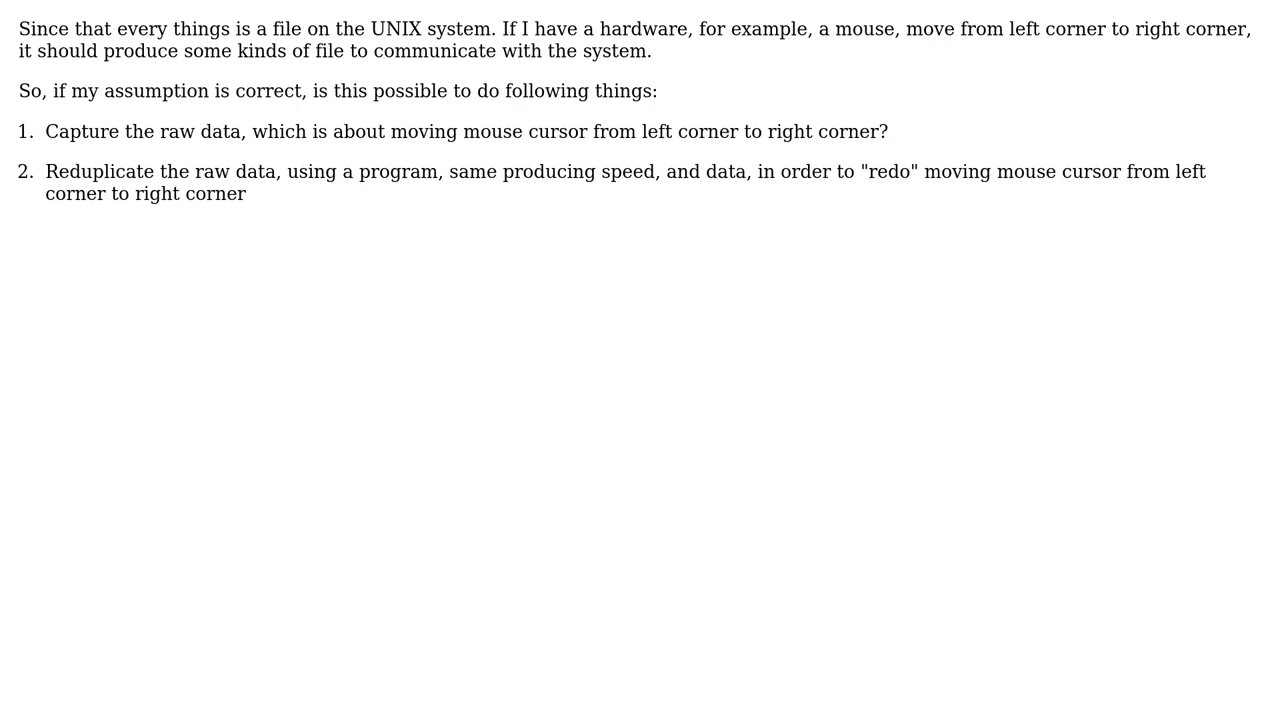 Since that every things is a file on the UNIX system. If I have a hardware, for example, a mouse, move from left corner to right corner,
it should produce some kinds of file to communicate with the system.
So, if my assumption is correct, is this possible to do following things:
1. Capture the raw data, which is about moving mouse cursor from left corner to right corner?
2. Reduplicate the raw data, using a program, same producing speed, and data, in order to "redo" moving mouse cursor from left
corner to right corner